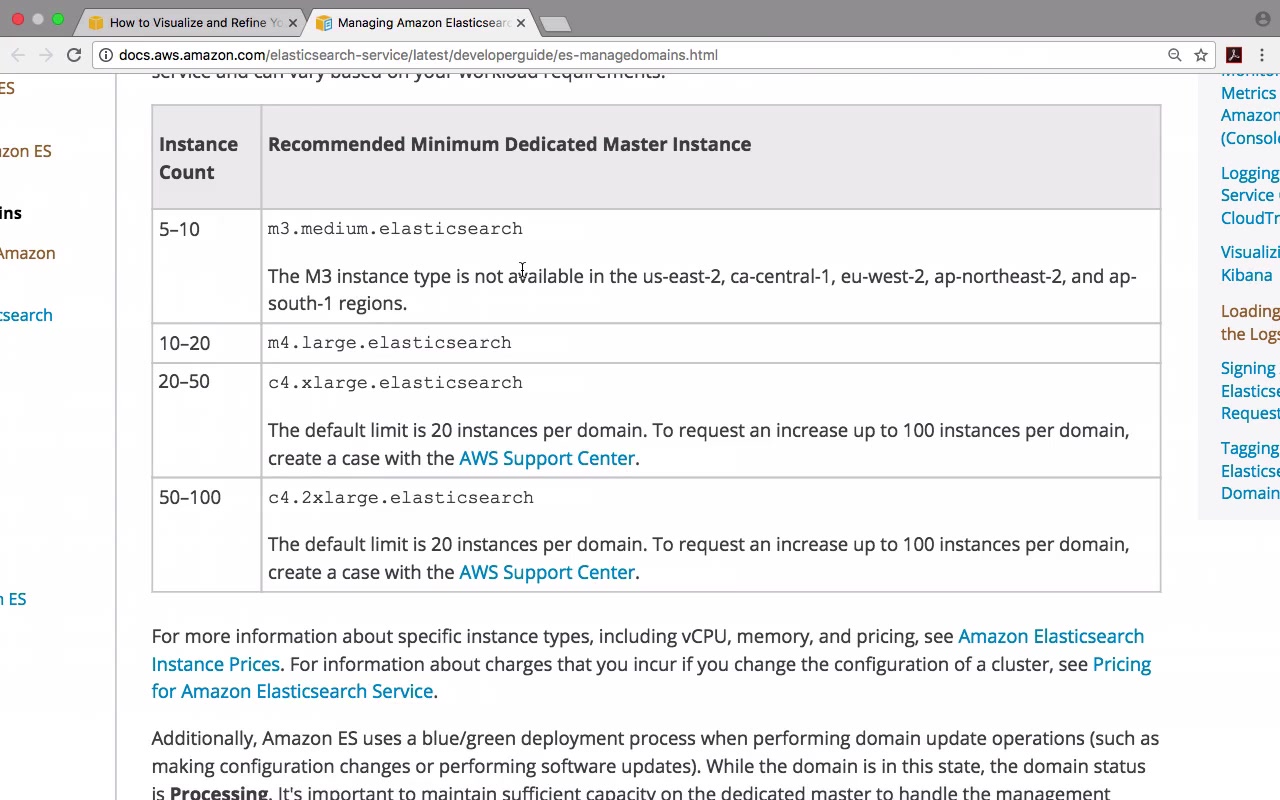 How to Visualize and Refine Yo
Managing Amazon Elasticsear
docs.aws.amazon.com/elasticsearch-service/latest/developerguide/es-managedomains.html
ES
zon ES
ins
Amazon
csearch
n ES
service and can vary based on your workload requirements.
Instance Count
Recommended Minimum Dedicated Master Instance
5–10
m3.medium.elasticsearch
The M3 instance type is not available in the us-east-2, ca-central-1, eu-west-2, ap-northeast-2, and ap-
south-1 regions.
10–20
m4.large.elasticsearch
20–50
c4.xlarge.elasticsearch
The default limit is 20 instances per domain. To request an increase up to 100 instances per domain,
create a case with the AWS Support Center.
50–100
c4.2xlarge.elasticsearch
The default limit is 20 instances per domain. To request an increase up to 100 instances per domain,
create a case with the AWS Support Center.
For more information about specific instance types, including vCPU, memory, and pricing, see Amazon Elasticsearch
Instance Prices. For information about charges that you incur if you change the configuration of a cluster, see Pricing
for Amazon Elasticsearch Service.
Additionally, Amazon ES uses a blue/green deployment process when performing domain update operations (such as
making configuration changes or performing software updates). While the domain is in this state, the domain status
is Processing. It's important to maintain sufficient capacity on the dedicated master to handle the management
Monitor
Metrics
Amazon
(Console
Logging
Service
CloudTr
Visualizi
Kibana
Loading
the Logs
Signing
Elasticse
Request
Tagging
Elasticse
Domain